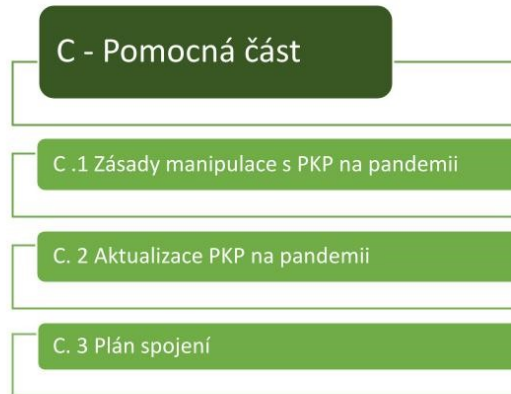 C - Pomocná část
C .1 Zásady manipulace s PKP na pandemii
C. 2 Aktualizace PKP na pandemii
C. 3 Plán spojení